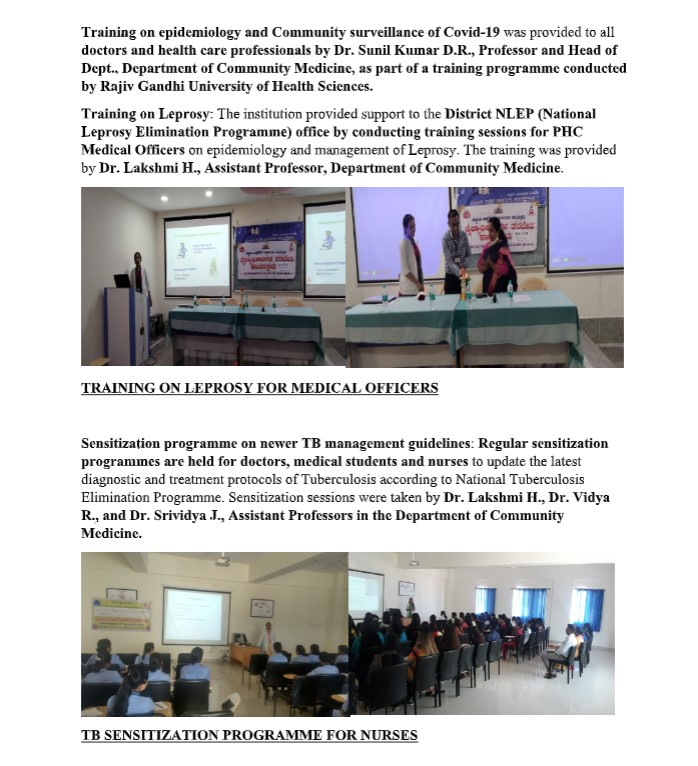 Training on epidemiology and Community surveillance of Covid-19 was provided to all
doctors and health care professionals by Dr. Sunil Kumar D.R., Professor and Head of
Dept., Department of Community Medicine, as part of a training programme conducted
by Rajiv Gandhi University of Health Sciences.
Training on Leprosy: The institution provided support to the District NLEP (National
Leprosy Elimination Programme) office by conducting training sessions for PHC
Medical Officers on epidemiology and management of Leprosy. The training was provided
by Dr. Lakshmi H., Assistant Professor, Department of Community Medicine.
TRAINING ON LEPROSY FOR MEDICAL OFFICERS
Sensitization programme on newer TB management guidelines: Regular sensitization
programmes are held for doctors, medical students and nurses to update the latest
diagnostic and treatment protocols of Tuberculosis according to National Tuberculosis
Elimination Programme. Sensitization sessions were taken by Dr. Lakshmi H., Dr. Vidya
R., and Dr. Srividya J., Assistant Professors in the Department of Community
Medicine.
TB SENSITIZATION PROGRAMME FOR NURSES